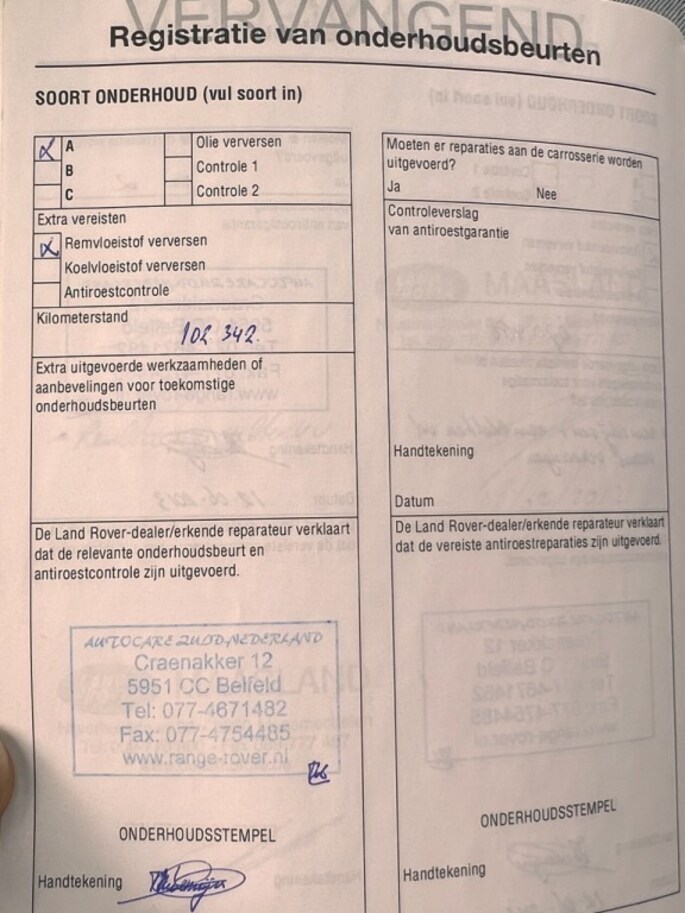 VERVANGEND
Registratie van onderhoudsbeurten
SOORT ONDERHOUD (vul soort in)
A
B
C
Olie verversen
Controle 1
Controle 2
Extra vereisten
Remvloeistof verversen
Koelvloeistof verversen
Antiroestcontrole
Kilometerstand
102 342.
Extra uitgevoerde werkzaamheden of
aanbevelingen voor toekomstige
onderhoudsbeurten
De Land Rover-dealer/erkende reparateur verklaart
dat de relevante onderhoudsbeurt en
antiroestcontrole zijn uitgevoerd.
AUTOCARE ZUID-NEDERLAND
Craenakker 12
5951 CC Belfeld
Tel: 077-4671482
Fax: 077-4754485
www.range-rover.nl
ONDERHOUDSSTEMPEL
Handtekening
Moeten er reparaties aan de carrosserie worden
uitgevoerd?
Ja Nee
Controleverslag
van antiroestgarantie
Handtekening
Datum
De Land Rover-dealer/erkende reparateur verklaart
dat de vereiste antiroestreparaties zijn uitgevoerd.
ONDERHOUDSSTEMPEL
Handtekening